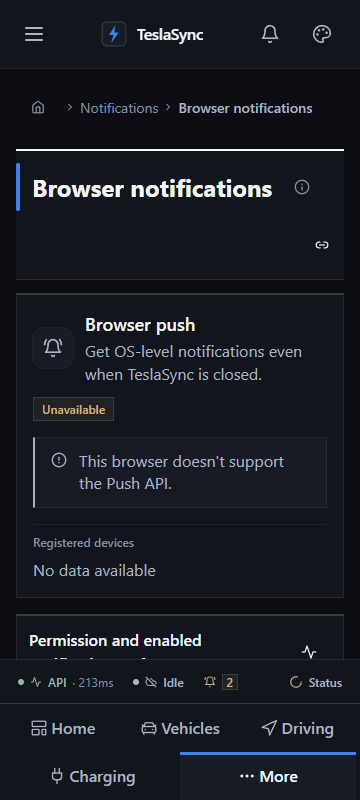 TeslaSync
Notifications
Browser notifications
Browser notifications
Browser push
Get OS-level notifications even
when TeslaSync is closed.
Unavailable
This browser doesn't support
the Push API.
Registered devices
No data available
Permission and enabled
API · 213ms
Idle
2
Status
Home
Vehicles
Driving
Charging
More